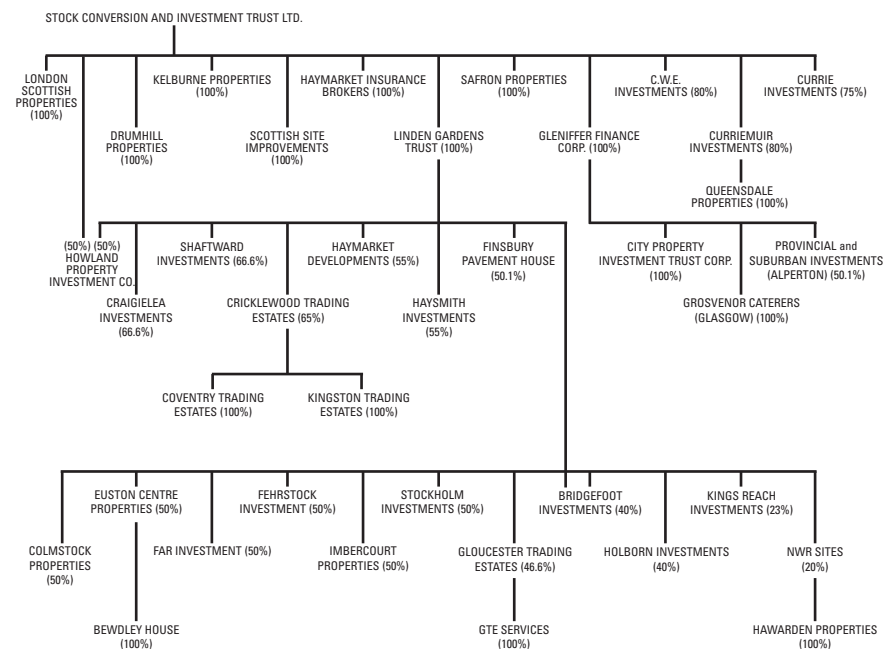 STOCK CONVERSION AND INVESTMENT TRUST LTD.
LONDON
SCOTTISH
PROPERTIES
(100%)
KELBURNE PROPERTIES
(100%)
HAYMARKET INSURANCE
BROKERS (100%)
SAFRON PROPERTIES
(100%)
C.W.E.
INVESTMENTS (80%)
CURRIE
INVESTMENTS (75%)
DRUMHILL
PROPERTIES
(100%)
SCOTTISH SITE
IMPROVEMENTS
(100%)
LINDEN GARDENS
TRUST (100%)
GLENIFFER FINANCE
CORP. (100%)
CURRIEMUIR
INVESTMENTS (80%)
QUEENSDALE
PROPERTIES (100%)
(50%) (50%)
HOWLAND
PROPERTY
INVESTMENT CO.
SHAFTWARD
INVESTMENTS (66.6%)
HAYMARKET
DEVELOPMENTS (55%)
FINSBURY
PAVEMENT HOUSE
(50.1%)
CITY PROPERTY
INVESTMENT TRUST CORP.
(100%)
PROVINCIAL and
SUBURBAN INVESTMENTS
(ALPERTON) (50.1%)
CRAIGIELEA
INVESTMENTS
(66.6%)
CRICKLEWOOD TRADING
ESTATES (65%)
HAYSMITH
INVESTMENTS
(55%)
GROSVENOR CATERERS
(GLASGOW) (100%)
COVENTRY TRADING
ESTATES (100%)
KINGSTON TRADING
ESTATES (100%)
EUSTON CENTRE
PROPERTIES (50%)
FEHRSTOCK
INVESTMENT (50%)
STOCKHOLM
INVESTMENTS (50%)
BRIDGEFOOT
INVESTMENTS (40%)
KINGS REACH
INVESTMENTS (23%)
COLMSTOCK
PROPERTIES
(50%)
FAR INVESTMENT (50%)
IMBERCOURT
PROPERTIES (50%)
GLOUCESTER TRADING
ESTATES (46.6%)
HOLBORN INVESTMENTS
(40%)
NWR SITES
(20%)
BEWDLEY HOUSE
(100%)
GTE SERVICES
(100%)
HAWARDEN PROPERTIES
(100%)